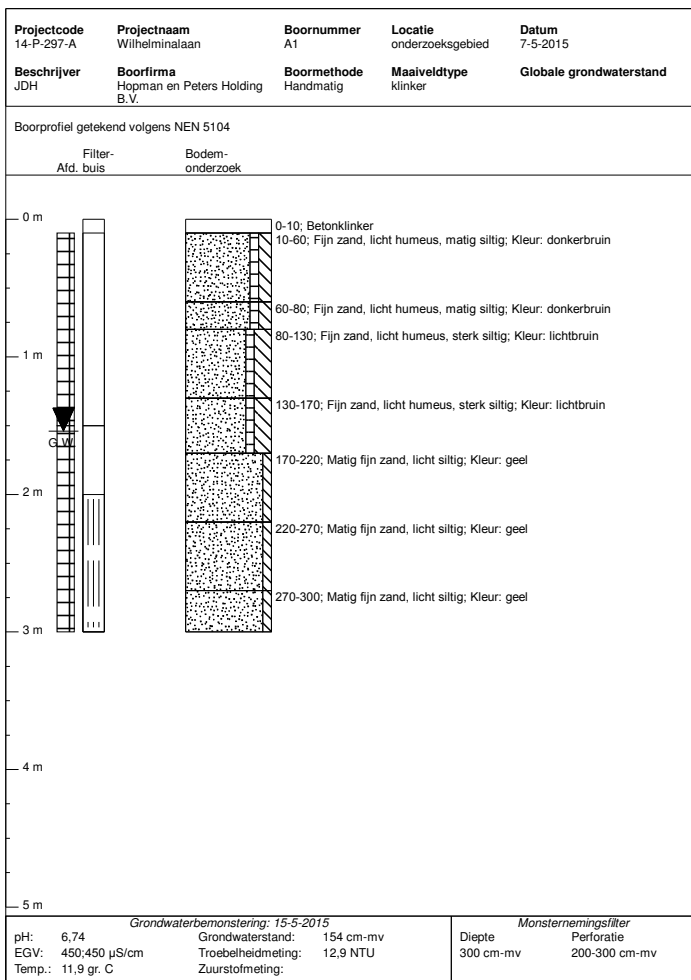 Projectcode Projectnaam Boornummer Locatie Datum
14-P-297-A Wilhelminalaan A1 onderzoeksgebied 7-5-2015
Beschrijver Boorfirma Boormethode Maaiveldtype Globale grondwaterstand
JDH Hopman en Peters Holding Handmatig klinker
B.V.
Boorprofiel getekend volgens NEN 5104
Filter- Bodem-
Afd. buis onderzoek
0 m
0-10; Betonklinker
10-60; Fijn zand, licht humeus, matig siltig; Kleur: donkerbruin
60-80; Fijn zand, licht humeus, matig siltig; Kleur: donkerbruin
80-130; Fijn zand, licht humeus, sterk siltig; Kleur: lichtbruin
1 m
130-170; Fijn zand, licht humeus, sterk siltig; Kleur: lichtbruin
G.W.
170-220; Matig fijn zand, licht siltig; Kleur: geel
2 m
220-270; Matig fijn zand, licht siltig; Kleur: geel
270-300; Matig fijn zand, licht siltig; Kleur: geel
3 m
4 m
5 m
Grondwaterbemonstering: 15-5-2015 Monsternemingsfilter
pH: 6,74 Grondwaterstand: 154 cm-mv Diepte Perforatie
EGV: 450;450 µS/cm Troebelheidmeting: 12,9 NTU 300 cm-mv 200-300 cm-mv
Temp.: 11,9 gr. C Zuurstofmeting: